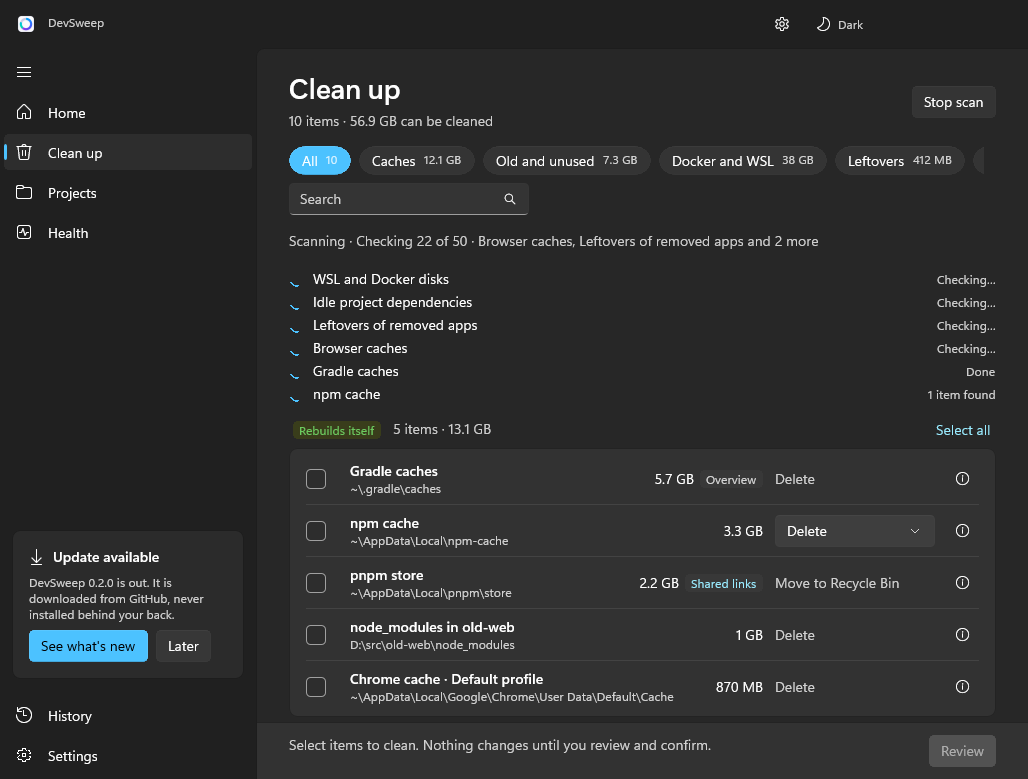 DevSweep
Dark
Home
Clean up
Projects
Health
Update available
DevSweep 0.2.0 is out. It is
downloaded from GitHub, never
installed behind your back.
See what's new
Later
History
Settings
Clean up
10 items · 56.9 GB can be cleaned
Stop scan
All 10
Caches 12.1 GB
Old and unused 7.3 GB
Docker and WSL 38 GB
Leftovers 412 MB
Search
Scanning · Checking 22 of 50 · Browser caches, Leftovers of removed apps and 2 more
WSL and Docker disks Checking...
Idle project dependencies Checking...
Leftovers of removed apps Checking...
Browser caches Checking...
Gradle caches Done
npm cache 1 item found
Rebuilds itself 5 items · 13.1 GB Select all
Gradle caches
~\.gradle\caches
5.7 GB Overview Delete
npm cache
~\AppData\Local\npm-cache
3.3 GB Delete
pnpm store
~\AppData\Local\pnpm\store
2.2 GB Shared links Move to Recycle Bin
node_modules in old-web
D:\src\old-web\node_modules
1 GB Delete
Chrome cache · Default profile
~\AppData\Local\Google\Chrome\User Data\Default\Cache
870 MB Delete
Select items to clean. Nothing changes until you review and confirm.
Review